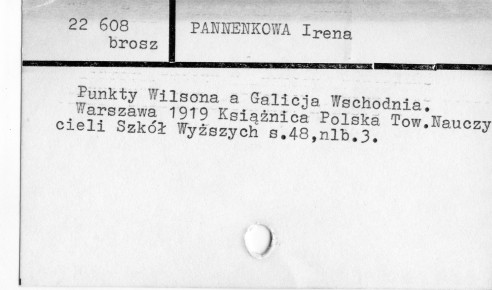 22 608
brosz
PANNENKOWA Irena
Punkty Wilsona a Galicja Wschodnia.
Warszawa 1919 Książnica Polska Tow.Nauczy
cieli Szkół Wyższych s.48,nlb.3.